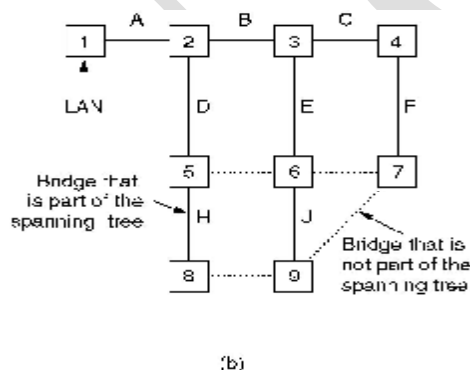 A B C
1 2 3 4
LAN D E F
5 6 7
Bridge that
is part of the
spanning tree
H J
Bridge that is
not part of the
spanning tree
8 9
(b)